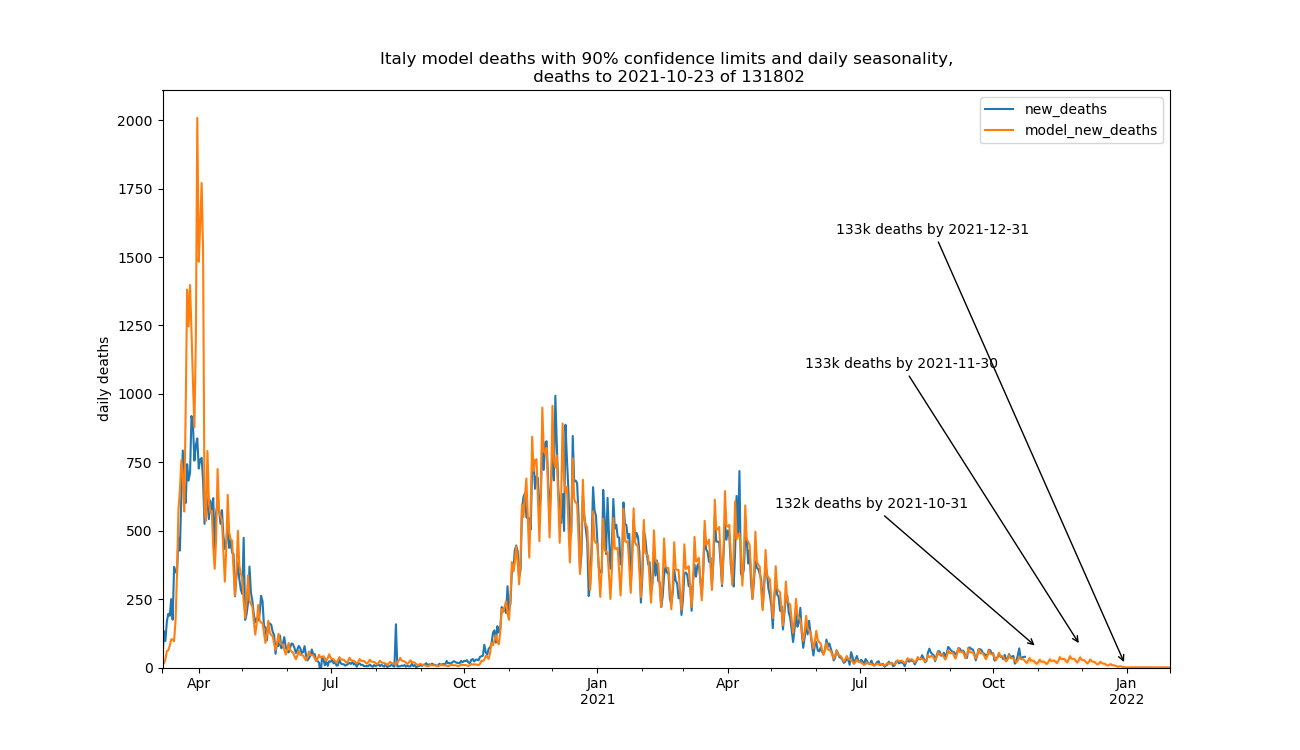 Italy model deaths with 90% confidence limits and daily seasonality,
deaths to 2021-10-23 of 131802
new_deaths
model_new_deaths
daily deaths
2000
1750
1500
1250
1000
750
500
250
0
133k deaths by 2021-12-31
133k deaths by 2021-11-30
132k deaths by 2021-10-31
Apr
Jul
Oct
Jan
2021
Apr
Jul
Oct
Jan
2022